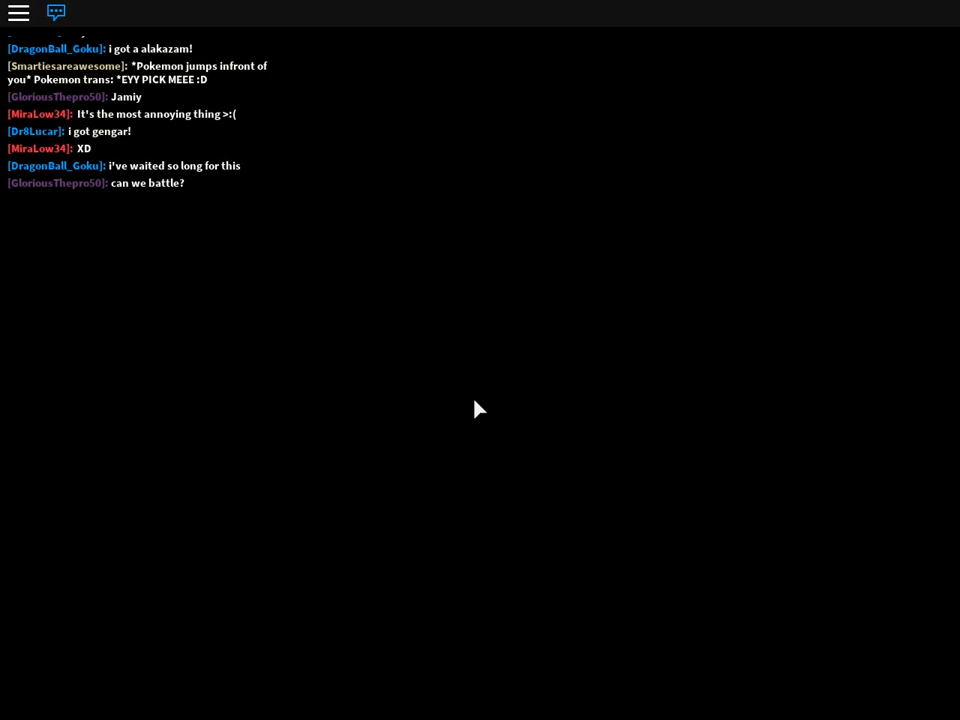 [DragonBall_Goku]: i got a alakazam!
[Smartiesareawesome]: *Pokemon jumps infront of
you* Pokemon trans: *EYY PICK MEEE :D
[GloriousThepro50]: Jamiy
[MiraLow34]: It's the most annoying thing >:(
[Dr8Lucar]: i got gengar!
[MiraLow34]: XD
[DragonBall_Goku]: i've waited so long for this
[GloriousThepro50]: can we battle?